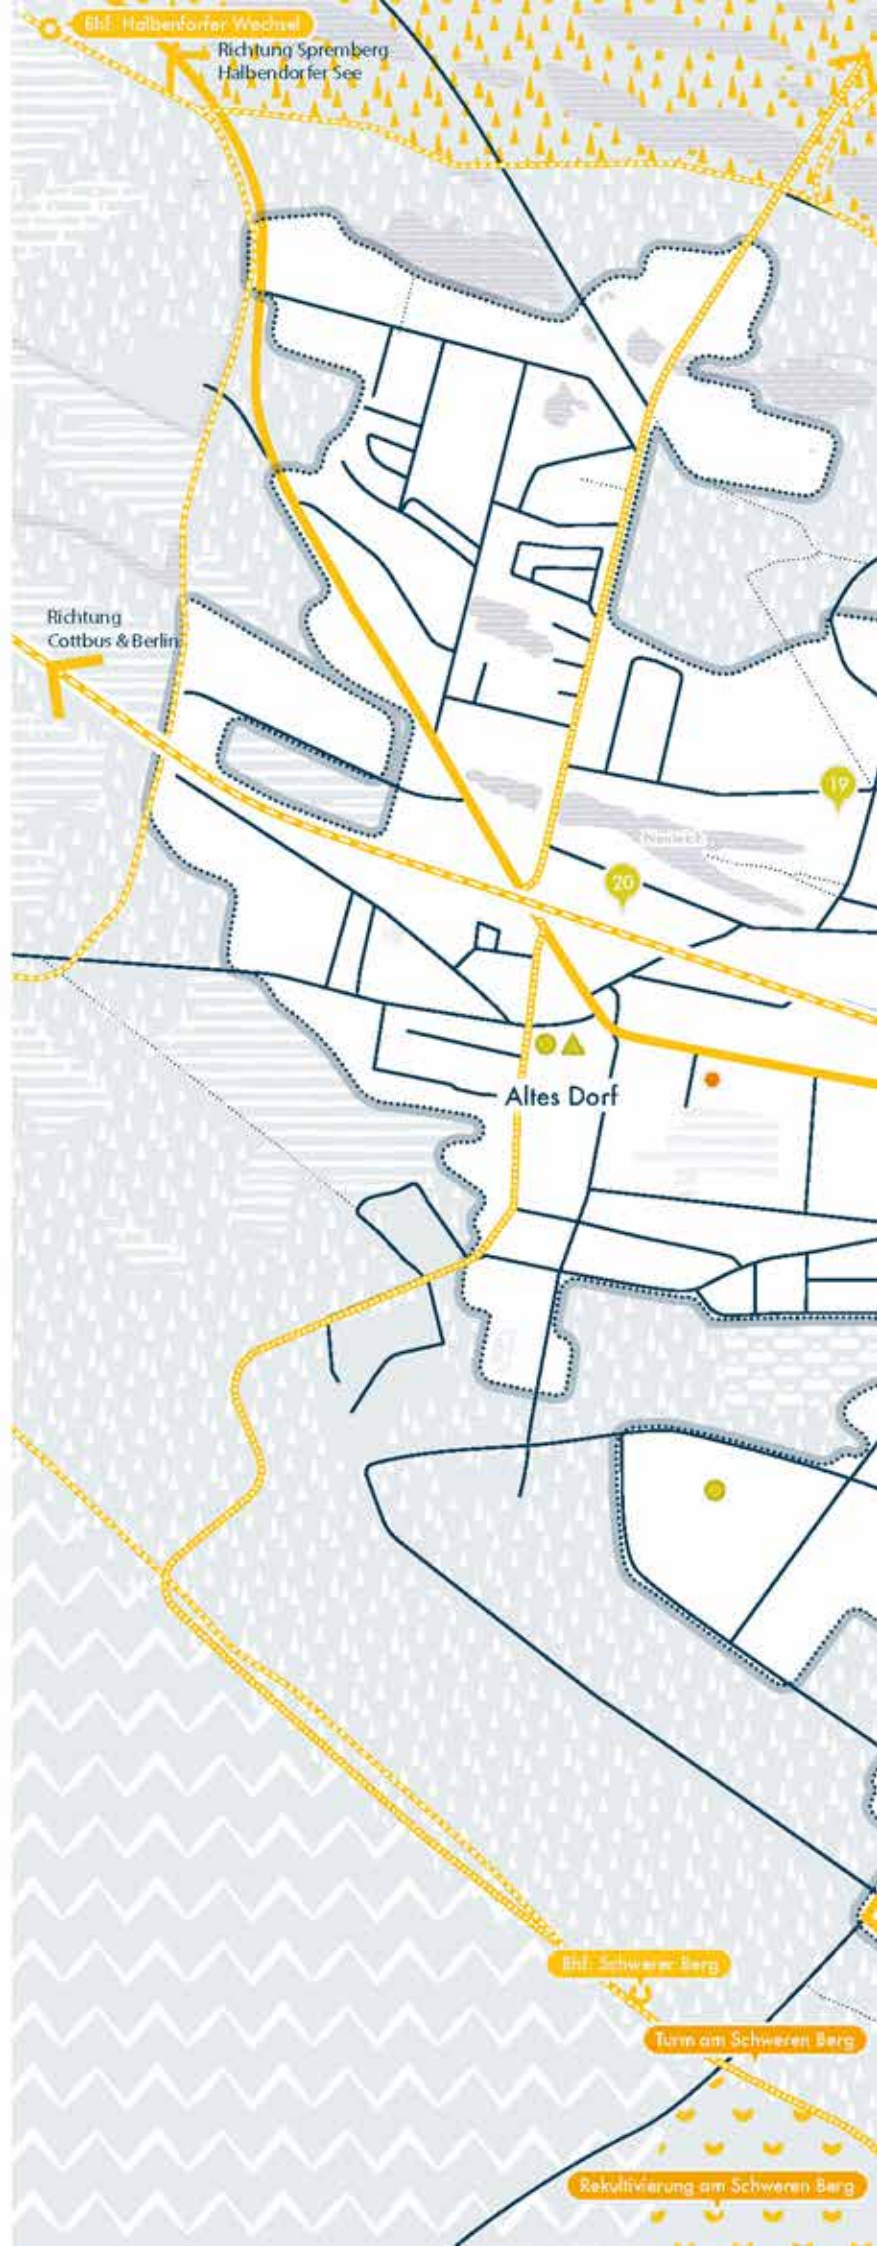 Bhf. Halbenforfer Wechsel
Richtung Spremberg
Halbendorfer See
Richtung
Cottbus & Berlin
19
20
Altes Dorf
Bhf. Schwerer Berg
Turm am Schweren Berg
Rekultivierung am Schweren Berg